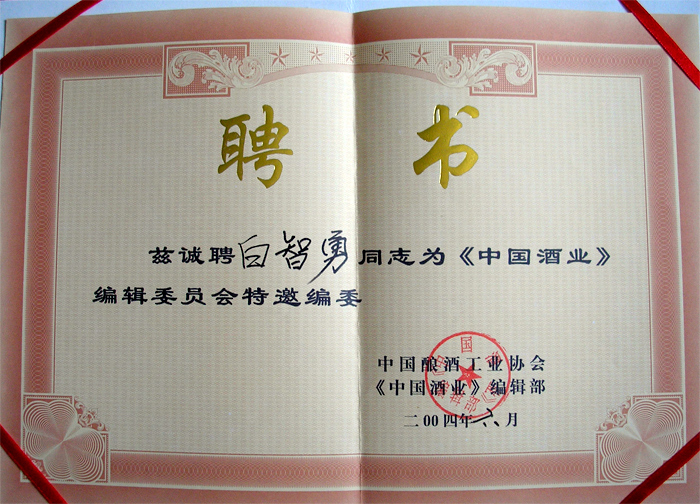 聘书
兹诚聘白智勇同志为《中国酒业》
编辑委员会特邀编委
中国酿酒工业协会
《中国酒业》编辑部
二00四年六月